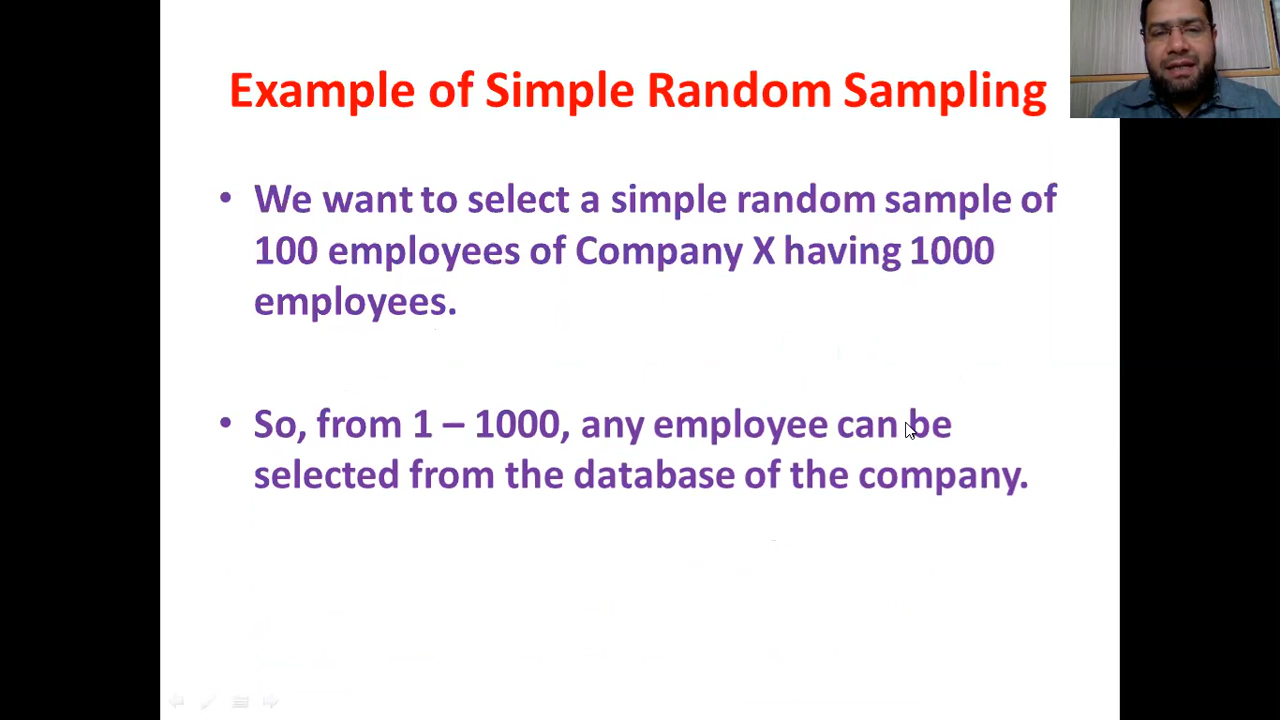 Example of Simple Random Sampling
• We want to select a simple random sample of
100 employees of Company X having 1000
employees.
• So, from 1 – 1000, any employee can be
selected from the database of the company.